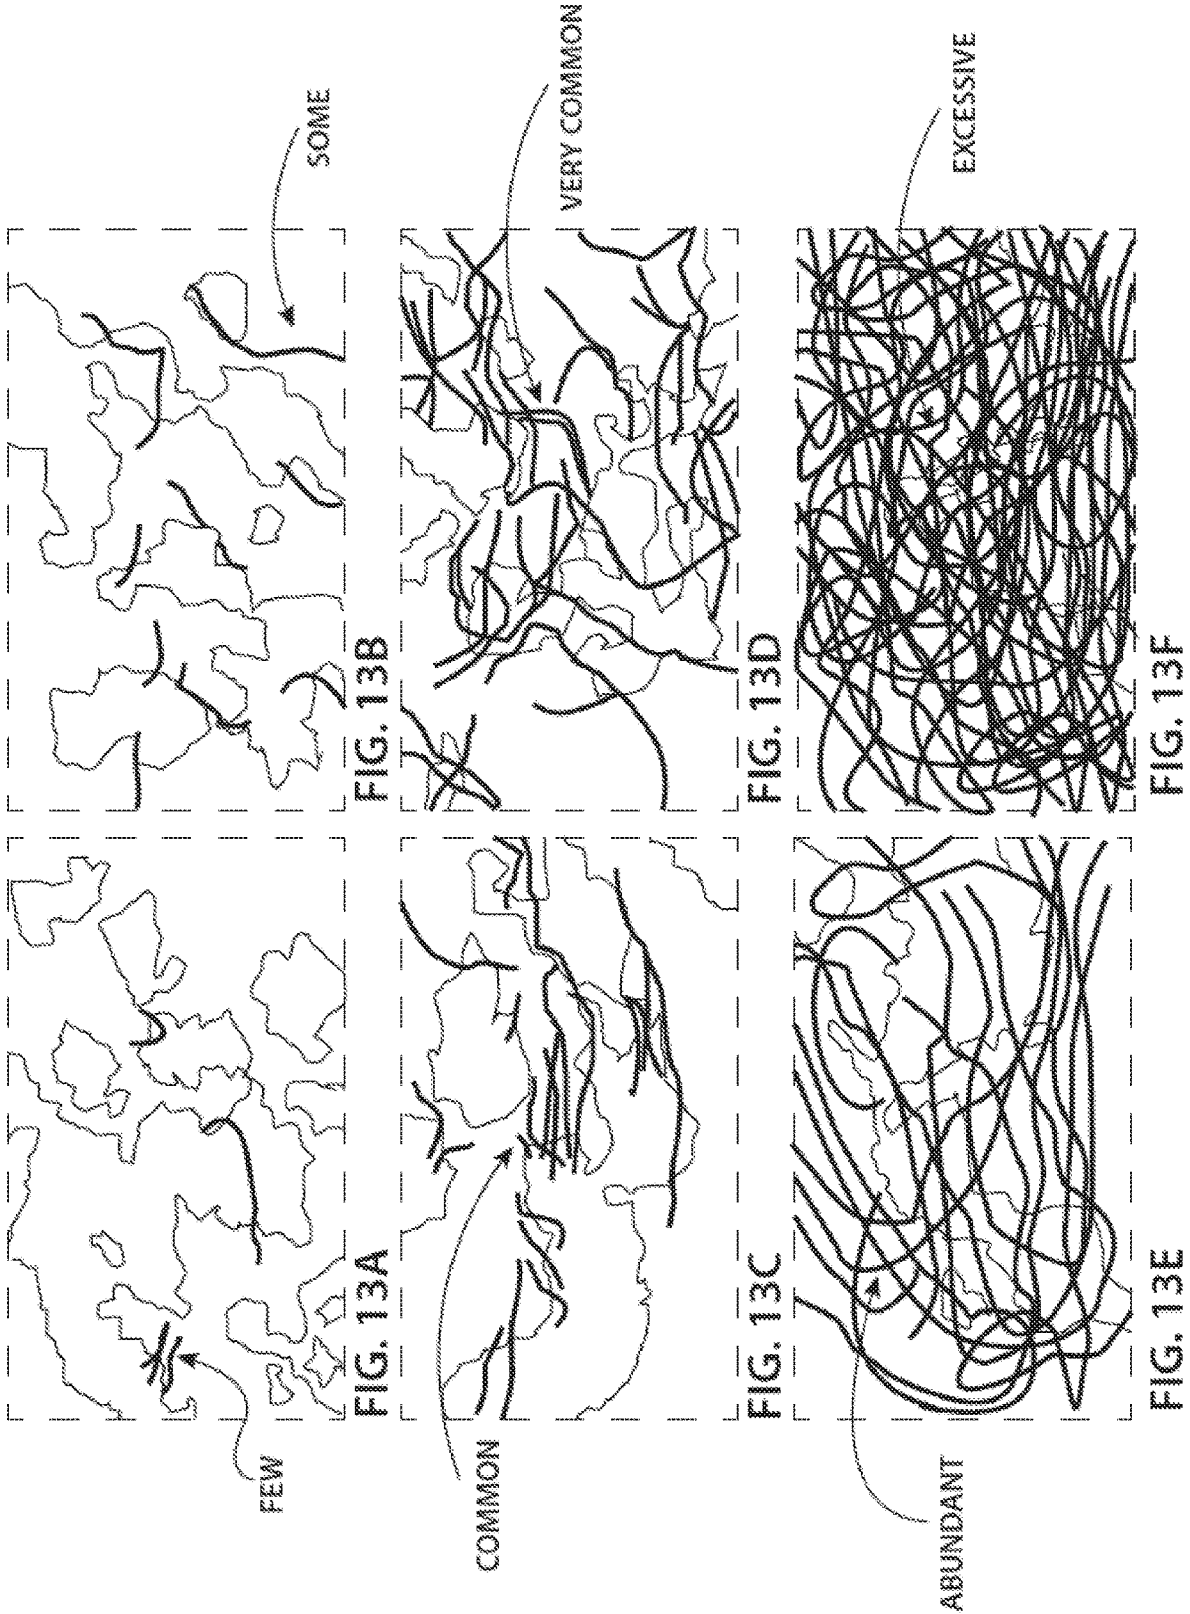 FEW
FIG. 13A
SOME
FIG. 13B
COMMON
FIG. 13C
VERY COMMON
FIG. 13D
ABUNDANT
FIG. 13E
EXCESSIVE
FIG. 13F